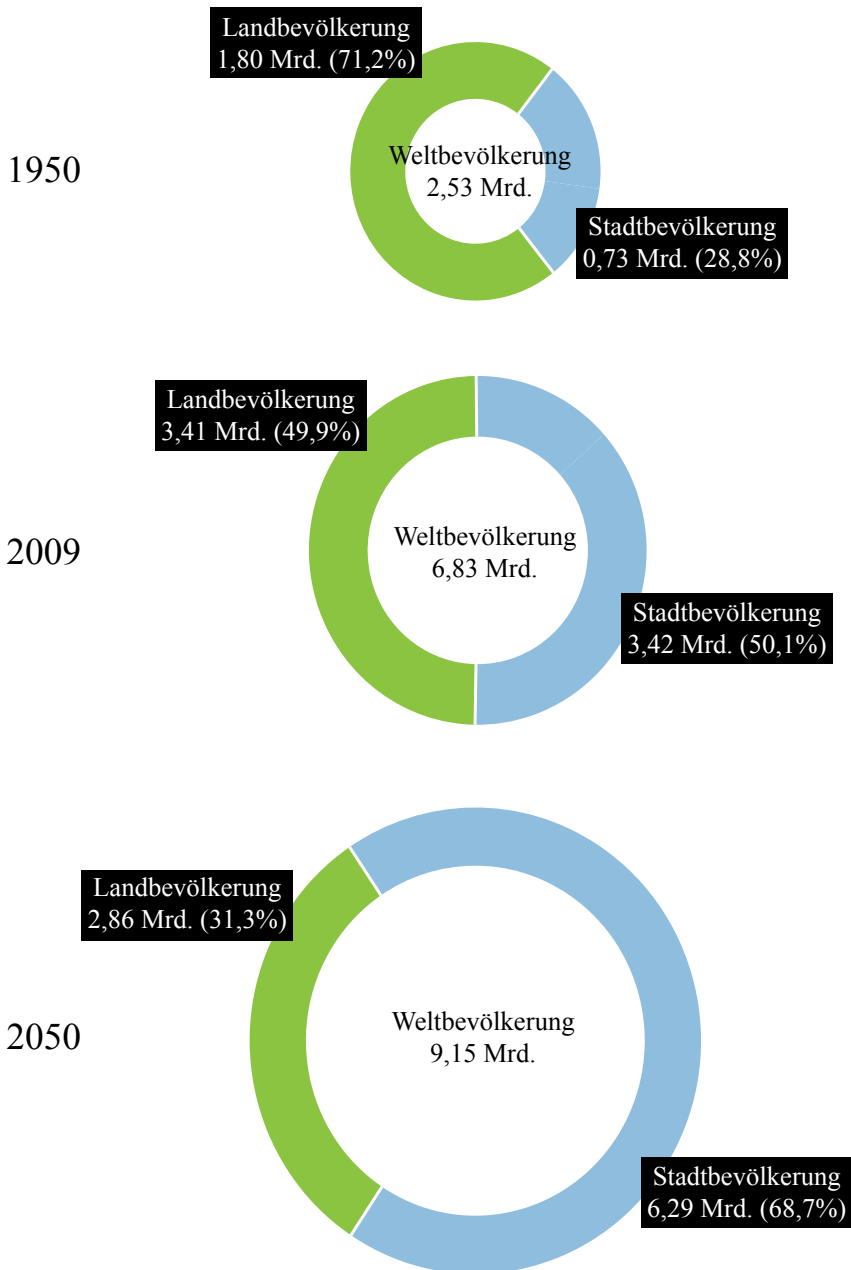 Landbevölkerung
1,80 Mrd. (71,2%)
1950
Weltbevölkerung
2,53 Mrd.
Stadtbevölkerung
0,73 Mrd. (28,8%)
Landbevölkerung
3,41 Mrd. (49,9%)
2009
Weltbevölkerung
6,83 Mrd.
Stadtbevölkerung
3,42 Mrd. (50,1%)
Landbevölkerung
2,86 Mrd. (31,3%)
2050
Weltbevölkerung
9,15 Mrd.
Stadtbevölkerung
6,29 Mrd. (68,7%)